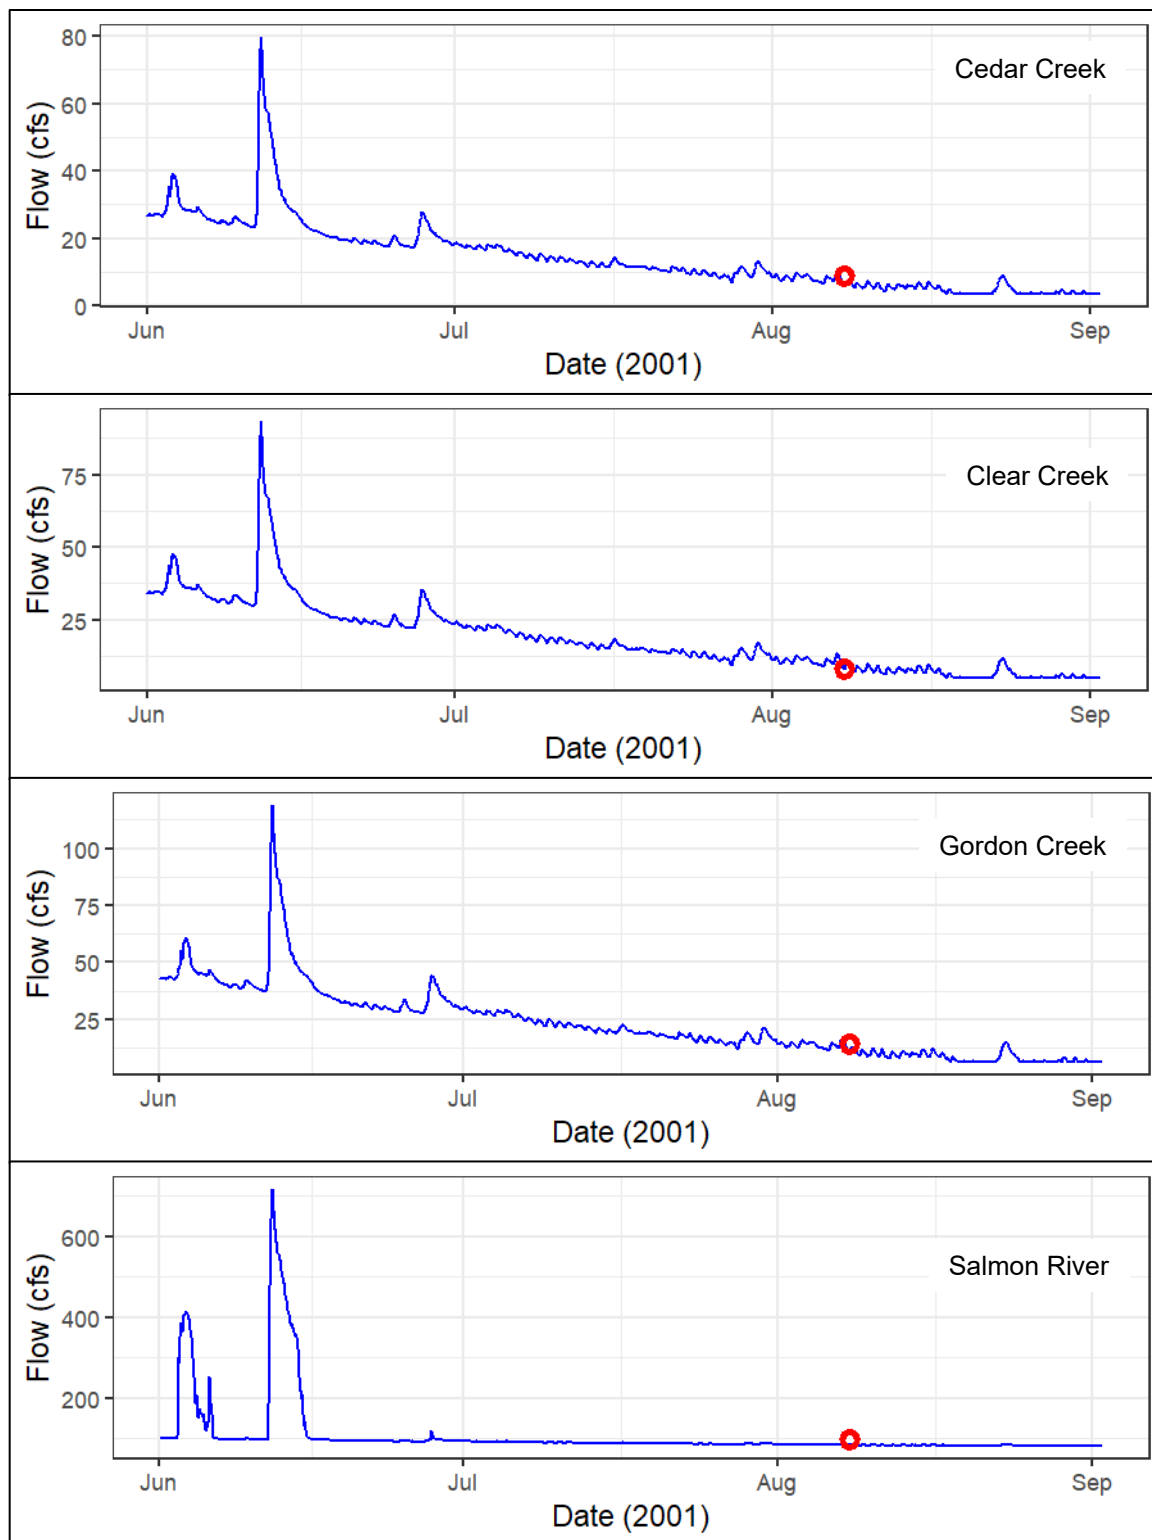 80
Cedar Creek
60
40
20
0
Flow (cfs)
Jun Jul Aug Sep
Date (2001)
Clear Creek
75
50
25
Flow (cfs)
Jun Jul Aug Sep
Date (2001)
Gordon Creek
100
75
50
25
Flow (cfs)
Jun Jul Aug Sep
Date (2001)
600
Salmon River
400
200
Flow (cfs)
Jun Jul Aug Sep
Date (2001)